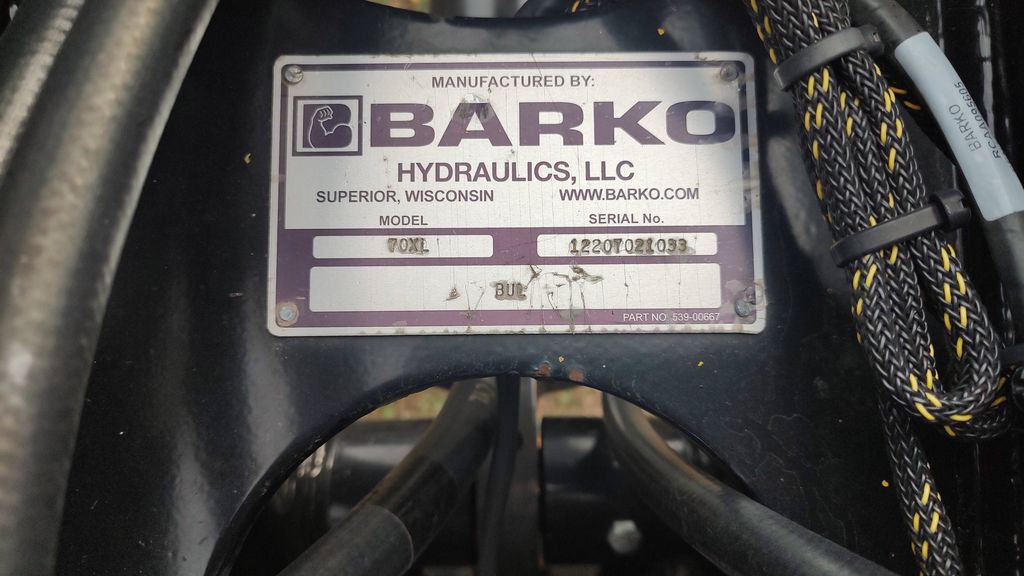 MANUFACTURED BY:
BARKO
HYDRAULICS, LLC
SUPERIOR, WISCONSIN WWW.BARKO.COM
MODEL SERIAL No.
70XL 12207021033
BUL
PART NO. 539-00667
BARKO